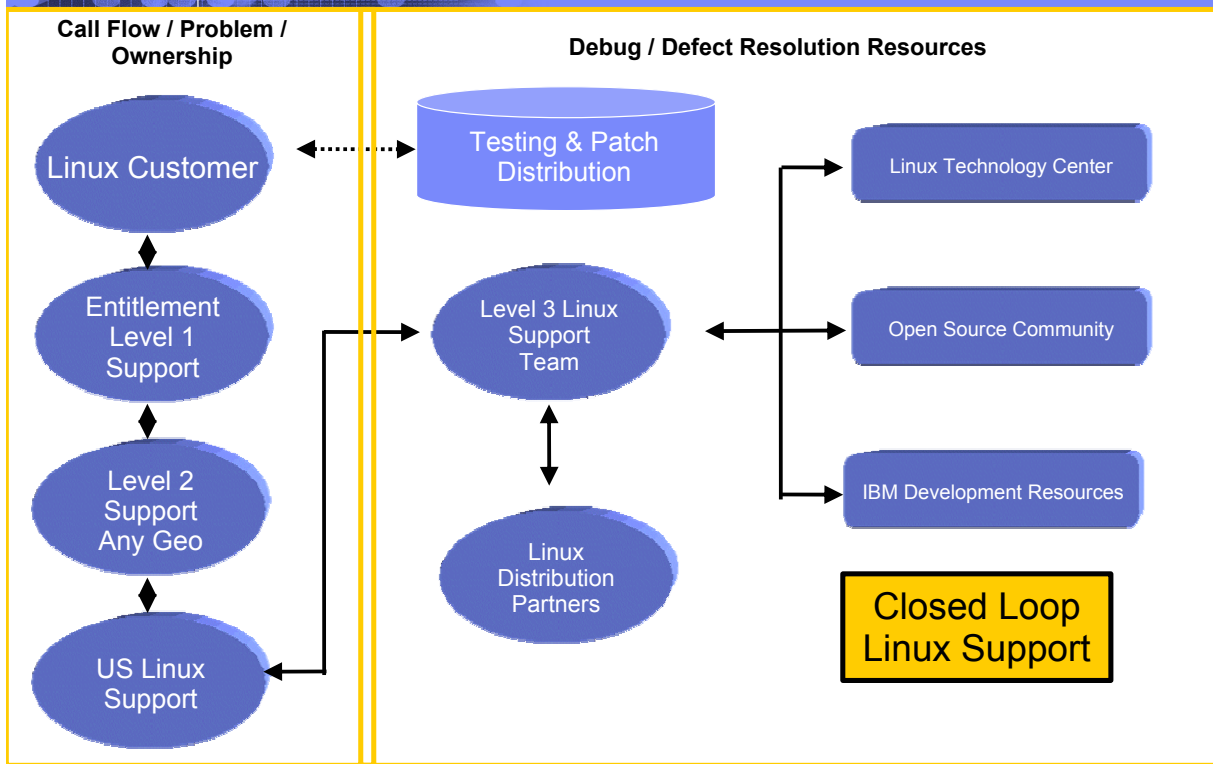 Call Flow / Problem /
Ownership
Debug / Defect Resolution Resources
Linux Customer
Testing & Patch
Distribution
Linux Technology Center
Entitlement
Level 1
Support
Level 3 Linux
Support
Team
Open Source Community
Level 2
Support
Any Geo
IBM Development Resources
Linux
Distribution
Partners
US Linux
Support
Closed Loop
Linux Support